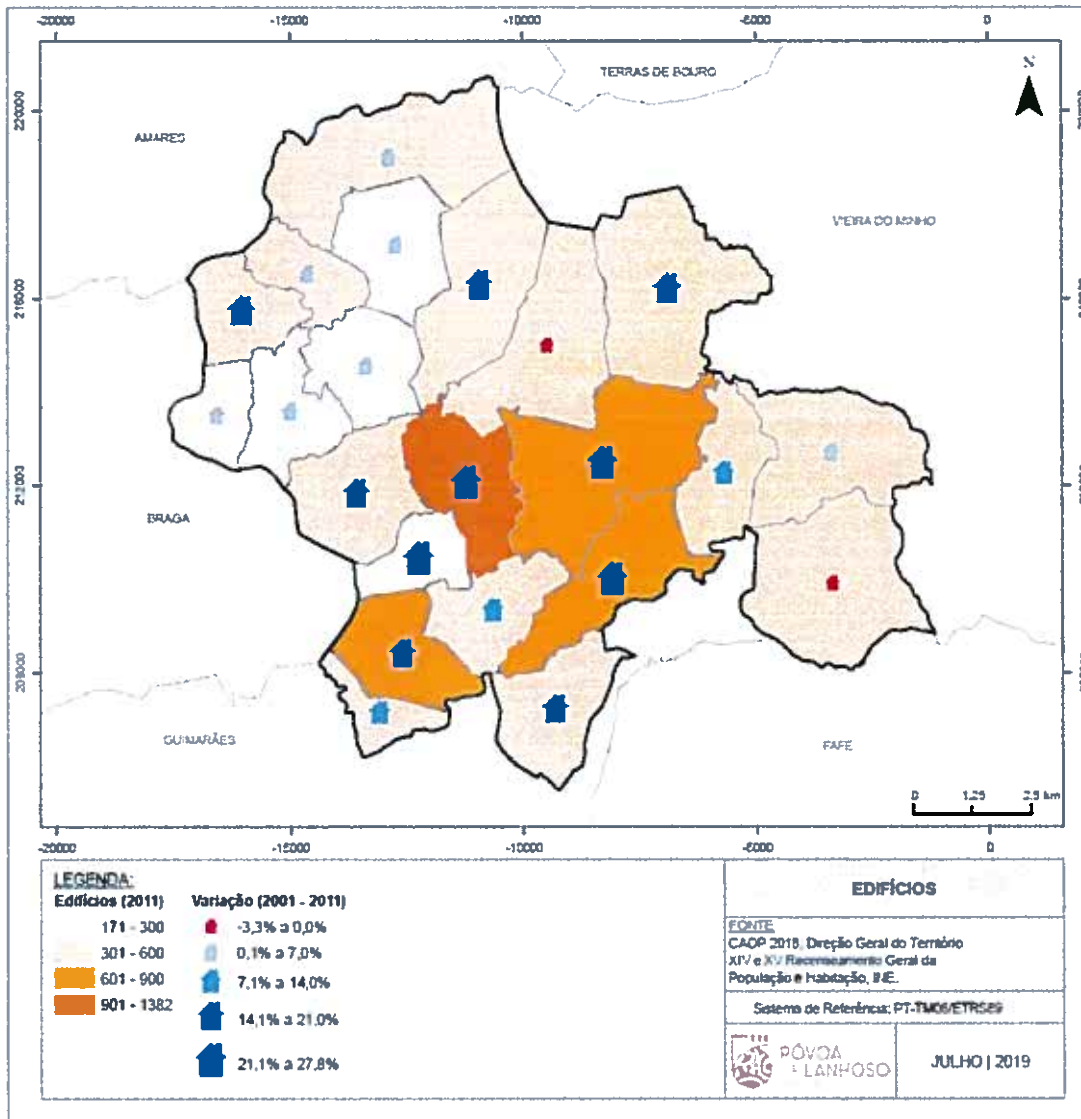 -20000 -15000 -10000 -5000 0
N
TERRAS DE BOURO
220000
AMARES
VIEIRA DO MINHO
216000
212000
BRAGA
208000
GUIMARÃES
FAFE
0 1,25 2,5 km
-20000 -15000 -10000 -5000 0
LEGENDA:
Edifícios (2011) Variação (2001 - 2011)
171 - 300 -3,3% a 0,0%
301 - 600 0,1% a 7,0%
601 - 900 7,1% a 14,0%
901 - 1382 14,1% a 21,0%
21,1% a 27,8%
EDIFÍCIOS
FONTE
CAOP 2018, Direção Geral do Território
XIV e XV Recenseamento Geral da
População e Habitação, INE.
Sistema de Referência: PT-TM06/ETRS89
PÓVOA
LANHOSO
JULHO | 2019